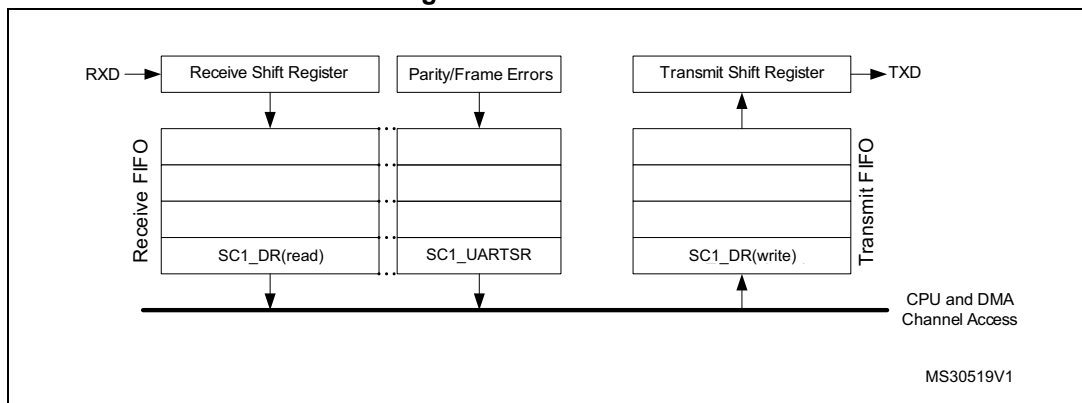 RXD
Receive Shift Register
Parity/Frame Errors
Transmit Shift Register
TXD
Receive FIFO
SC1_DR(read)
SC1_UARTSR
SC1_DR(write)
Transmit FIFO
CPU and DMA
Channel Access
MS30519V1